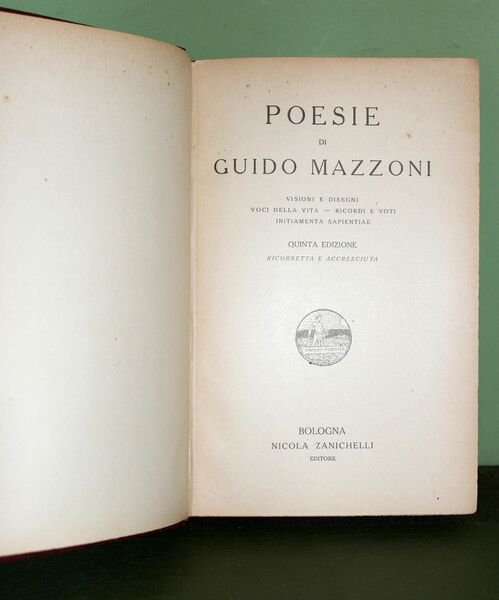 POESIE
DI
GUIDO MAZZONI
VISIONI E DISEGNI
VOCI DELLA VITA — RICORDI E VOTI
INITIAMENTA SAPIENTIAE
QUINTA EDIZIONE
RICORRETTA E ACCRESCIUTA
BOLOGNA
NICOLA ZANICHELLI
EDITORE